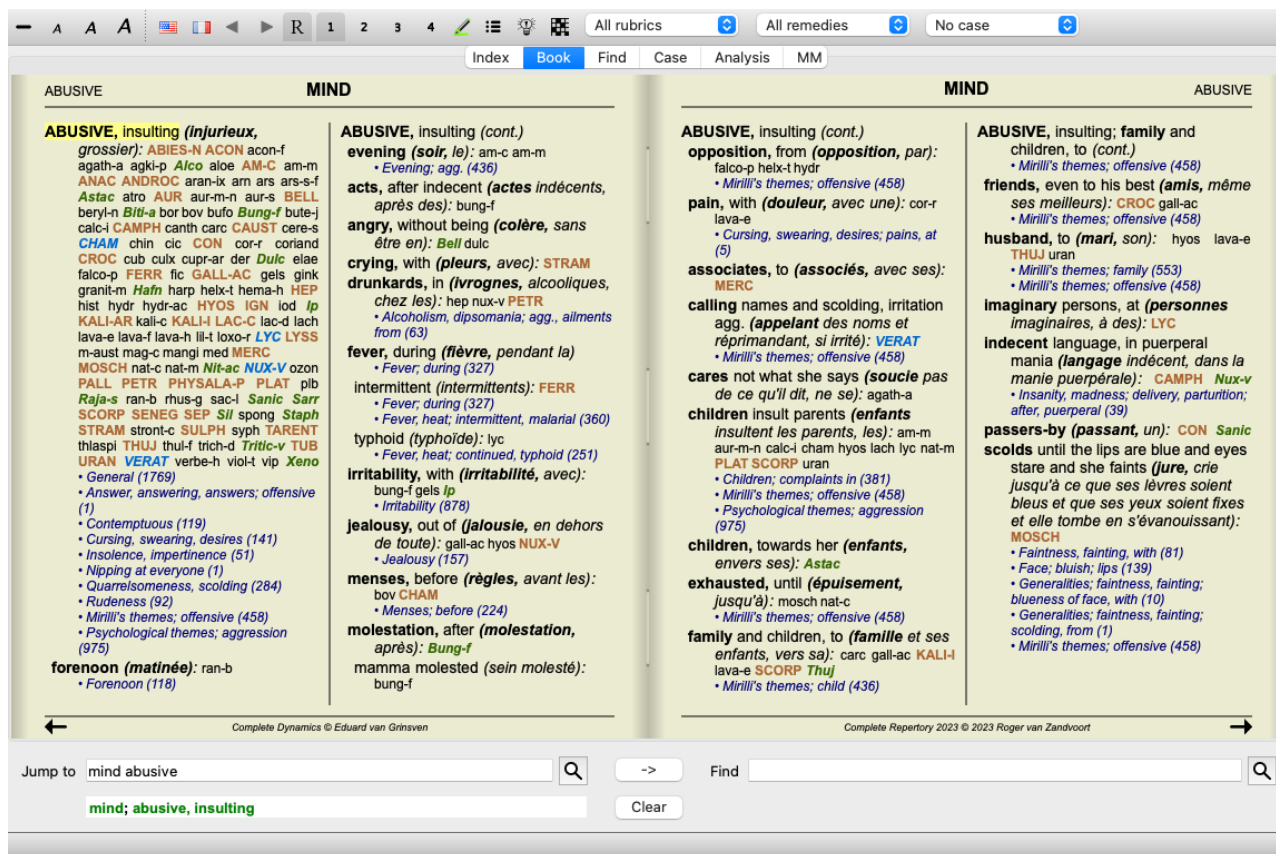 A A A R 1 2 3 4 All rubrics All remedies No case
Index Book Find Case Analysis MM
ABUSIVE MIND
ABUSIVE, insulting (injurieux,
grossier): ABIES-N ACON acon-f
agath-a agki-p Alco aloe AM-C am-m
ANAC ANDROC aran-ix arn ars ars-s-f
Astac atro AUR aur-m-n aur-s BELL
beryl-n Biti-a bor bov bufo Bung-f bute-j
calc-i CAMPH canth carc CAUST cere-s
CHAM chin cic CON cor-r coriand
CROC cub culx cupr-ar der Dulc elae
falco-p FERR fic GALL-AC gels gink
granit-m Hafn harp helx-t hema-h HEP
hist hydr hydr-ac HYOS IGN iod Ip
KALI-AR kali-c KALI-I LAC-C lac-d lach
lava-e lava-f lava-h lil-t loxo-r LYC LYSS
m-aust mag-c mangi med MERC
MOSCH nat-c nat-m Nit-ac NUX-V ozon
PALL PETR PHYSALA-P PLAT plb
Raja-s ran-b rhus-g sac-l Sanic Sarr
SCORP SENEG SEP Sil spong Staph
STRAM stront-c SULPH syph TARENT
thlaspi THUJ thul-f trich-d Tritic-v TUB
URAN VERAT verbe-h viol-t vip Xeno
• General (1769)
• Answer, answering, answers; offensive
(1)
• Contemptuous (119)
• Cursing, swearing, desires (141)
• Insolence, impertinence (51)
• Nipping at everyone (1)
• Quarrelsomeness, scolding (284)
• Rudeness (92)
• Mirilli's themes; offensive (458)
• Psychological themes; aggression
(975)
forenoon (matinée): ran-b
• Forenoon (118)
ABUSIVE, insulting (cont.)
evening (soir, le): am-c am-m
• Evening; agg. (436)
acts, after indecent (actes indécents,
après des): bung-f
angry, without being (colère, sans
être en): Bell dulc
crying, with (pleurs, avec): STRAM
drunkards, in (ivrognes, alcooliques,
chez les): hep nux-v PETR
• Alcoholism, dipsomania; agg., ailments
from (63)
fever, during (fièvre, pendant la)
• Fever; during (327)
intermittent (intermittents): FERR
• Fever; during (327)
• Fever, heat; intermittent, malarial (360)
typhoid (typhoïde): lyc
• Fever, heat; continued, typhoid (251)
irritability, with (irritabilité, avec):
bung-f gels Ip
• Irritability (878)
jealousy, out of (jalousie, en dehors
de toute): gall-ac hyos NUX-V
• Jealousy (157)
menses, before (règles, avant les):
bov CHAM
• Menses; before (224)
molestation, after (molestation,
après): Bung-f
mamma molested (sein molesté):
bung-f
Complete Dynamics © Eduard van Grinsven
MIND ABUSIVE
ABUSIVE, insulting (cont.)
opposition, from (opposition, par):
falco-p helx-t hydr
• Mirilli's themes; offensive (458)
pain, with (douleur, avec une): cor-r
lava-e
• Cursing, swearing, desires; pains, at
(5)
associates, to (associés, avec ses):
MERC
calling names and scolding, irritation
agg. (appelant des noms et
réprimandant, si irrité): VERAT
• Mirilli's themes; offensive (458)
cares not what she says (soucie pas
de ce qu'il dit, ne se): agath-a
children insult parents (enfants
insultent les parents, les): am-m
aur-m-n calc-i cham hyos lach lyc nat-m
PLAT SCORP uran
• Children; complaints in (381)
• Mirilli's themes; offensive (458)
• Psychological themes; aggression
(975)
children, towards her (enfants,
envers ses): Astac
exhausted, until (épuisement,
jusqu'à): mosch nat-c
• Mirilli's themes; offensive (458)
family and children, to (famille et ses
enfants, vers sa): carc gall-ac KALI-I
lava-e SCORP Thuj
• Mirilli's themes; child (436)
ABUSIVE, insulting; family and
children, to (cont.)
• Mirilli's themes; offensive (458)
friends, even to his best (amis, même
ses meilleurs): CROC gall-ac
• Mirilli's themes; offensive (458)
husband, to (mari, son): hyos lava-e
THUJ uran
• Mirilli's themes; family (553)
• Mirilli's themes; offensive (458)
imaginary persons, at (personnes
imaginaires, à des): LYC
indecent language, in puerperal
mania (langage indécent, dans la
manie puerpérale): CAMPH Nux-v
• Insanity, madness; delivery, parturition;
after, puerperal (39)
passers-by (passant, un): CON Sanic
scolds until the lips are blue and eyes
stare and she faints (jure, crie
jusqu'à ce que ses lèvres soient
bleus et que ses yeux soient fixes
et elle tombe en s'évanouissant):
MOSCH
• Faintness, fainting, with (81)
• Face; bluish; lips (139)
• Generalities; faintness, fainting;
blueness of face, with (10)
• Generalities; faintness, fainting;
scolding, from (1)
• Mirilli's themes; offensive (458)
Complete Repertory 2023 © 2023 Roger van Zandvoort
Jump to mind abusive -> Find
mind; abusive, insulting Clear